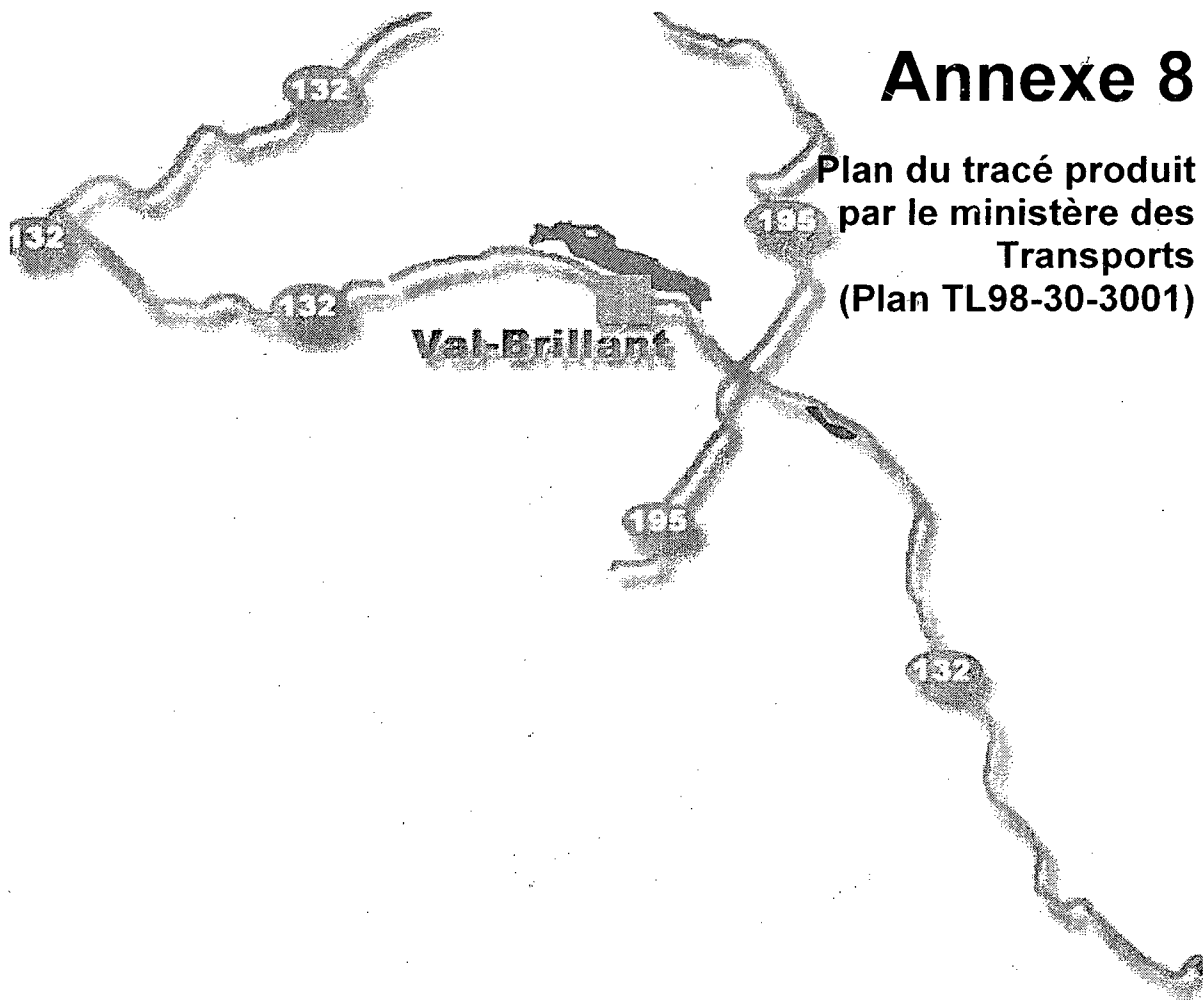 Annexe 8
Plan du tracé produit
par le ministère des
Transports
(Plan TL98-30-3001)
132
132
195
132
Val-Brillant
195
132